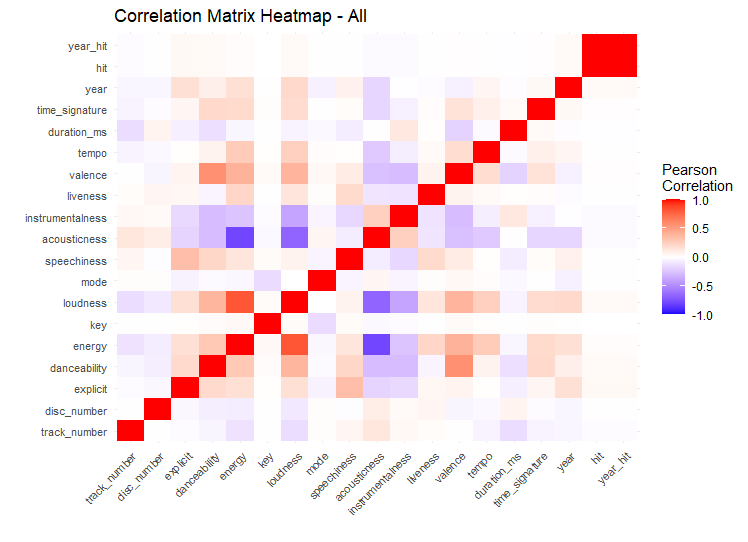 Correlation Matrix Heatmap - All
year_hit
hit
year
time_signature
duration_ms
tempo
valence
liveness
instrumentalness
acousticness
speechiness
mode
loudness
key
energy
danceability
explicit
disc_number
track_number
track_number
disc_number
explicit
danceability
energy
key
loudness
mode
speechiness
acousticness
instrumentalness
liveness
valence
tempo
duration_ms
time_signature
year
hit
year_hit
Pearson
Correlation
1.0
0.5
0.0
-0.5
-1.0